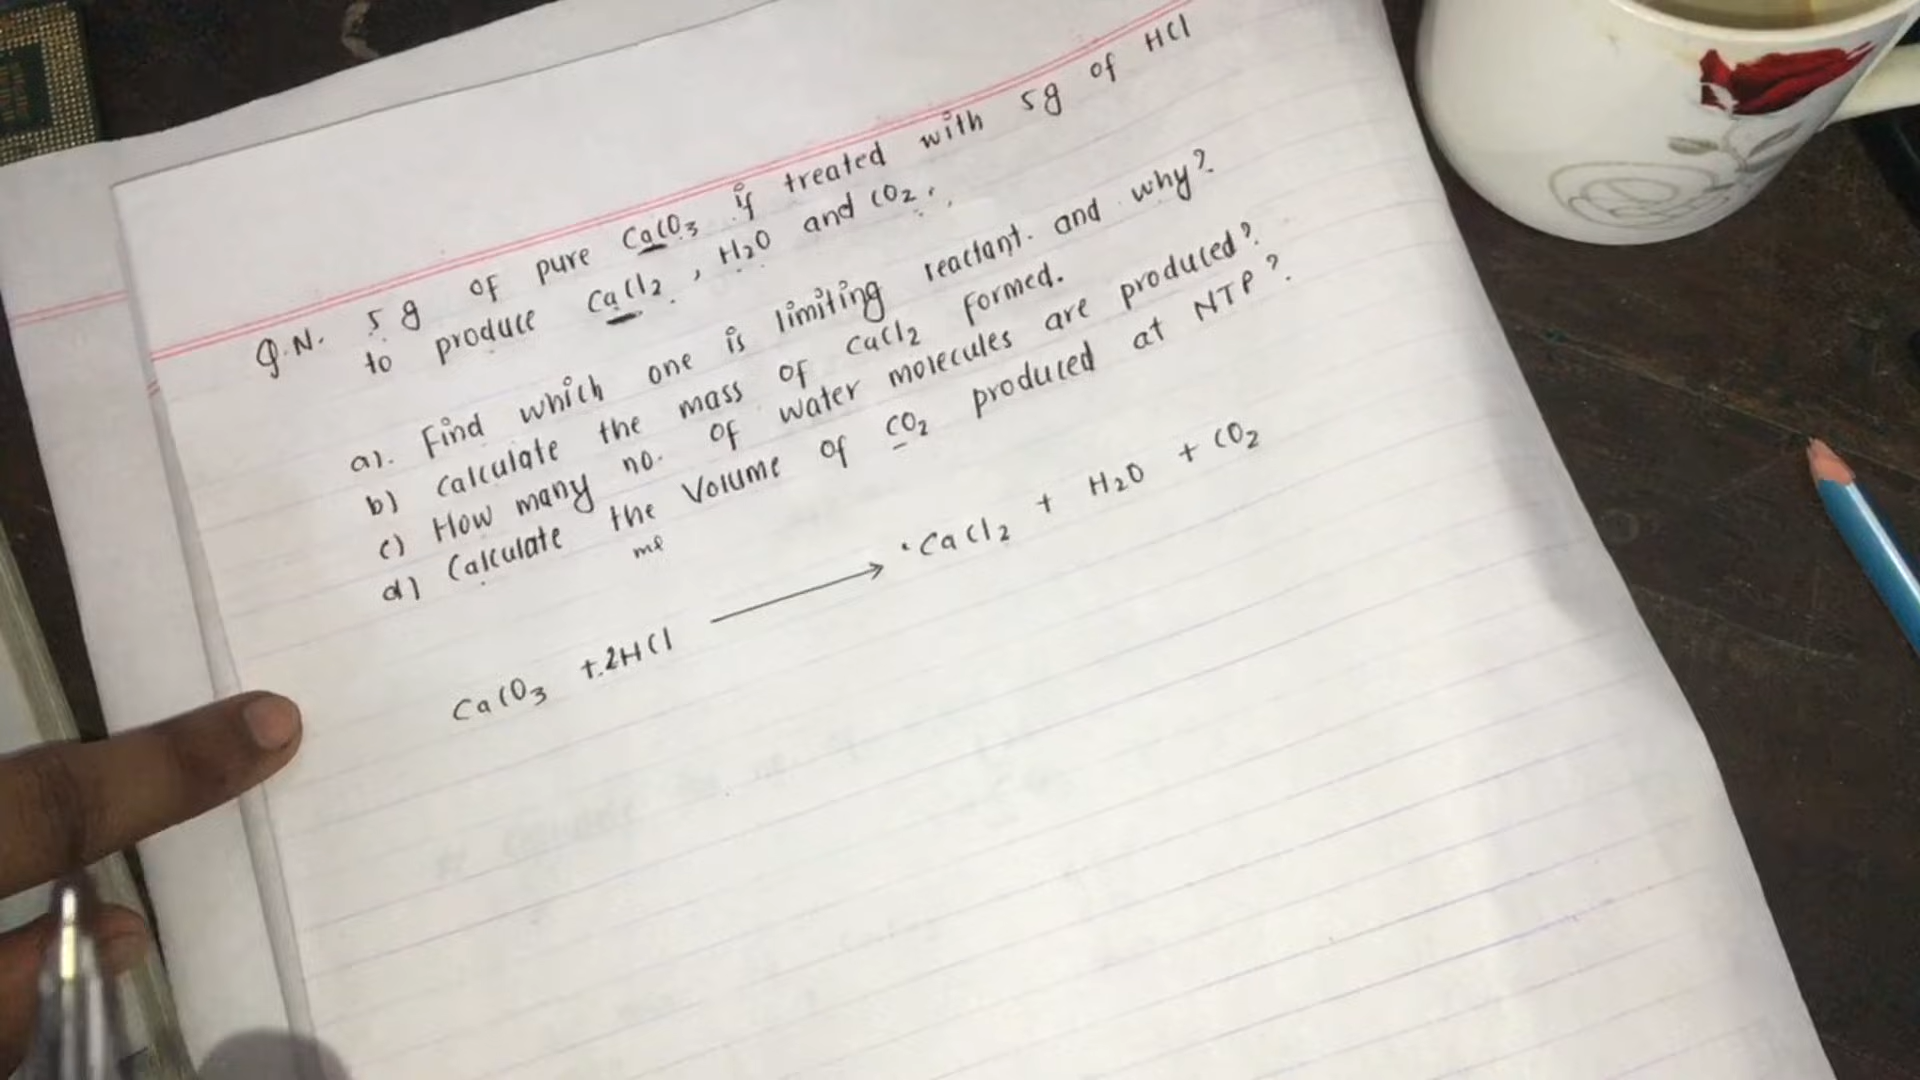 Q.N. 5 g of pure CaCO3 if treated with 5g of HCl
to produce CaCl2, H2O and CO2.
a). Find which one is limiting reactant. and why?
b) Calculate the mass of CaCl2 formed.
c) How many no. of water molecules are produced?
d) Calculate the Volume of CO2 produced at NTP?
CaCO3 + 2HCl → CaCl2 + H2O + CO2